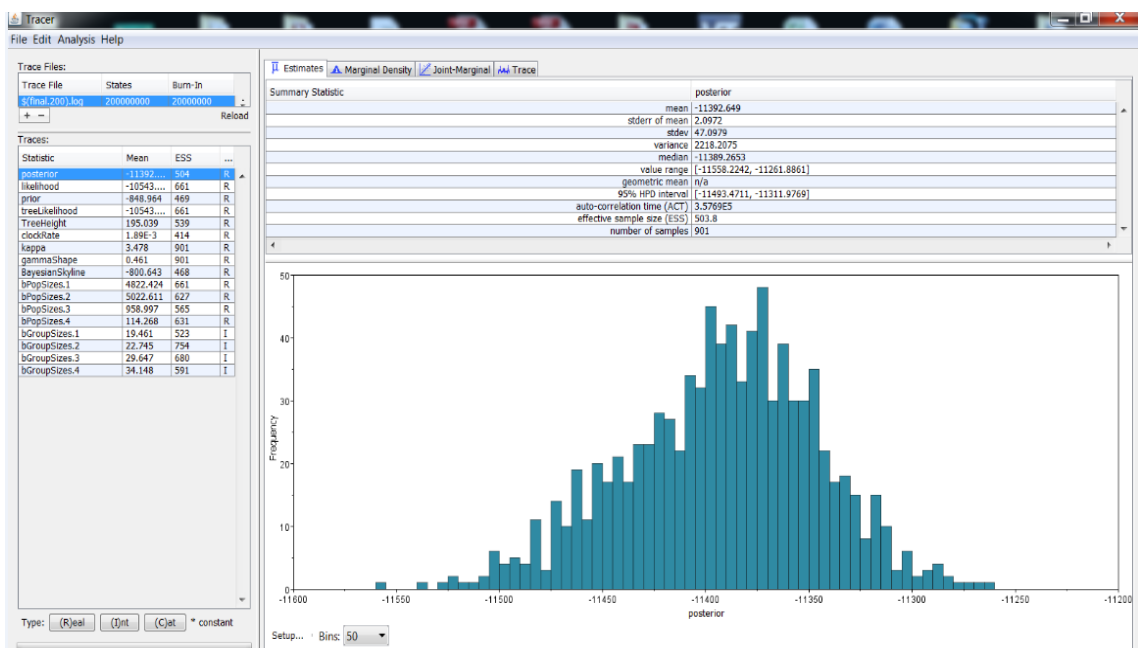 Tracer
File Edit Analysis Help
Trace Files:
Trace File States Burn-In
$(final.200).log 200000000 20000000
+ - Reload
Traces:
Statistic Mean ESS ...
posterior -11392.... 504 R
likelihood -10543.... 661 R
prior -848.964 469 R
treeLikelihood -10543.... 661 R
TreeHeight 195.039 539 R
clockRate 1.89E-3 414 R
kappa 3.478 901 R
gammaShape 0.461 901 R
BayesianSkyline -800.643 468 R
bPopSizes.1 4822.424 661 R
bPopSizes.2 5022.611 627 R
bPopSizes.3 958.997 565 R
bPopSizes.4 114.268 631 R
bGroupSizes.1 19.461 523 I
bGroupSizes.2 22.745 754 I
bGroupSizes.3 29.647 680 I
bGroupSizes.4 34.148 591 I
Type: (R)eal (I)nt (C)at * constant
Estimates Marginal Density Joint-Marginal Trace
Summary Statistic posterior
mean -11392.649
stderr of mean 2.0972
stdev 47.0979
variance 2218.2075
median -11389.2653
value range [-11558.2242, -11261.8861]
geometric mean n/a
95% HPD interval [-11493.4711, -11311.9769]
auto-correlation time (ACT) 3.5769E5
effective sample size (ESS) 503.8
number of samples 901
50
40
30
20
10
0
Frequency
-11600 -11550 -11500 -11450 -11400 -11350 -11300 -11250 -11200
posterior
Setup... Bins: 50